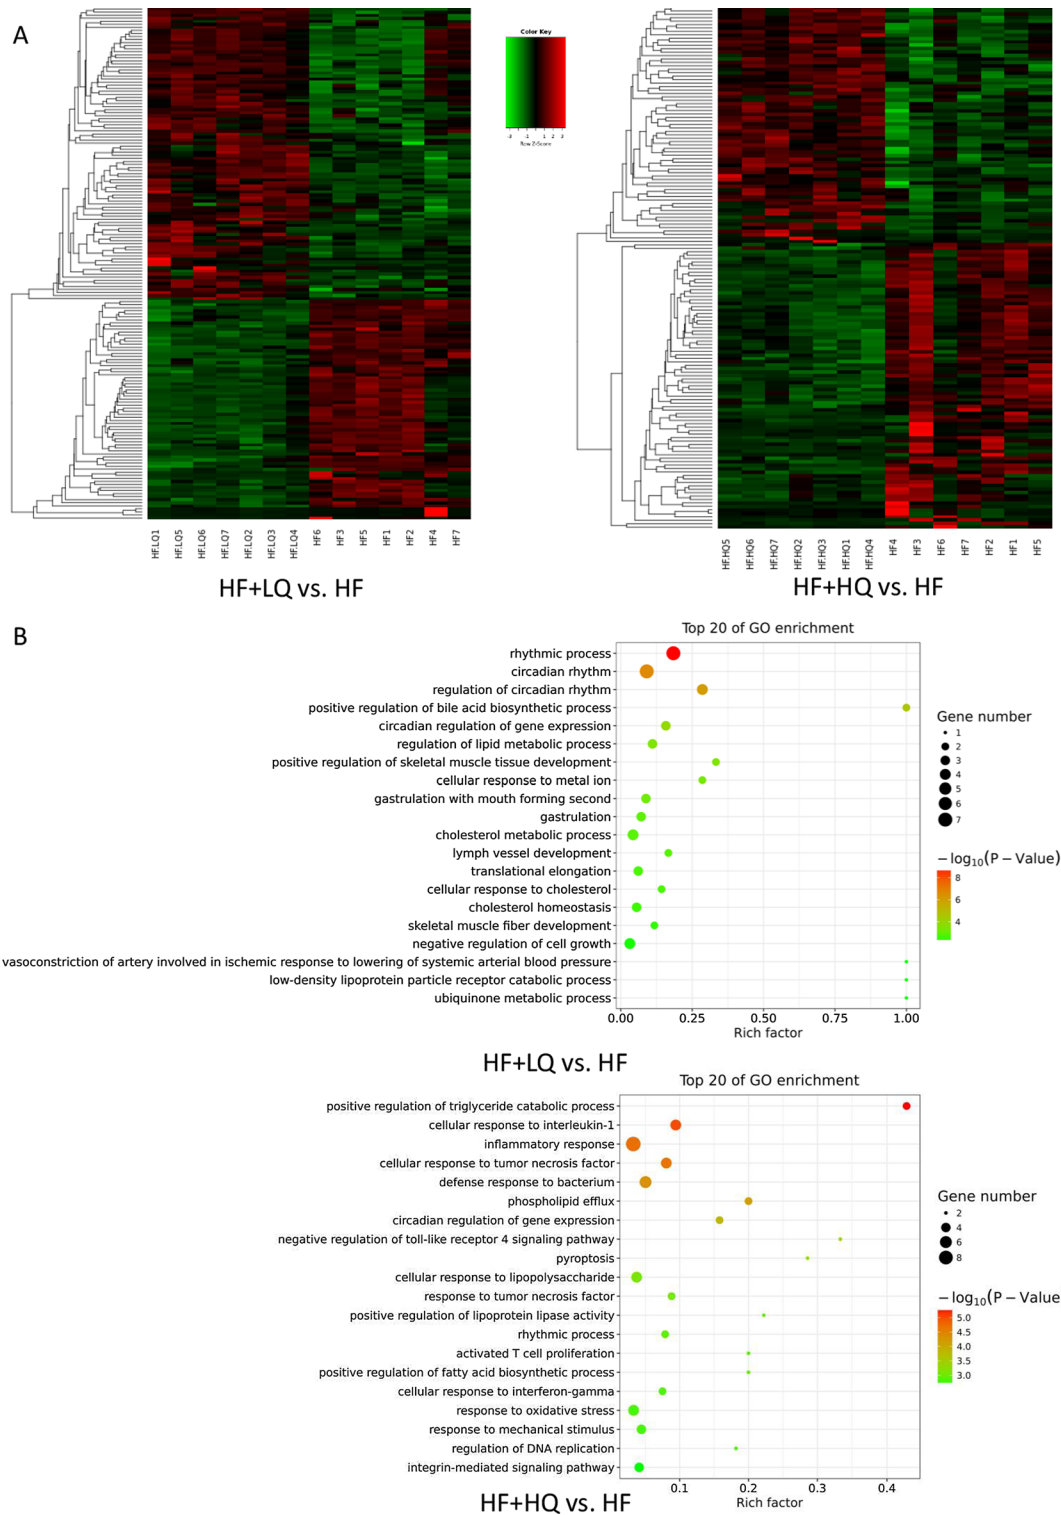 A
Color Key
-3 -1 1 2 3
Row Z-Score
HF.LQ1 HF.LQ5 HF.LQ6 HF.LQ7 HF.LQ2 HF.LQ3 HF.LQ4 HF6 HF3 HF5 HF1 HF2 HF4 HF7
HF.HQ5 HF.HQ6 HF.HQ7 HF.HQ2 HF.HQ3 HF.HQ1 HF.HQ4 HF4 HF3 HF6 HF7 HF2 HF1 HF5
HF+LQ vs. HF
HF+HQ vs. HF
B
Top 20 of GO enrichment
rhythmic process
circadian rhythm
regulation of circadian rhythm
positive regulation of bile acid biosynthetic process
circadian regulation of gene expression
regulation of lipid metabolic process
positive regulation of skeletal muscle tissue development
cellular response to metal ion
gastrulation with mouth forming second
gastrulation
cholesterol metabolic process
lymph vessel development
translational elongation
cellular response to cholesterol
cholesterol homeostasis
skeletal muscle fiber development
negative regulation of cell growth
vasoconstriction of artery involved in ischemic response to lowering of systemic arterial blood pressure
low-density lipoprotein particle receptor catabolic process
ubiquinone metabolic process
0.00 0.25 0.50 0.75 1.00
Rich factor
Gene number
1
2
3
4
5
6
7
−log10(P−Value)
8
6
4
HF+LQ vs. HF
Top 20 of GO enrichment
positive regulation of triglyceride catabolic process
cellular response to interleukin-1
inflammatory response
cellular response to tumor necrosis factor
defense response to bacterium
phospholipid efflux
circadian regulation of gene expression
negative regulation of toll-like receptor 4 signaling pathway
pyroptosis
cellular response to lipopolysaccharide
response to tumor necrosis factor
positive regulation of lipoprotein lipase activity
rhythmic process
activated T cell proliferation
positive regulation of fatty acid biosynthetic process
cellular response to interferon-gamma
response to oxidative stress
response to mechanical stimulus
regulation of DNA replication
integrin-mediated signaling pathway
0.1 0.2 0.3 0.4
Rich factor
Gene number
2
4
6
8
−log10(P−Value
5.0
4.5
4.0
3.5
3.0
HF+HQ vs. HF